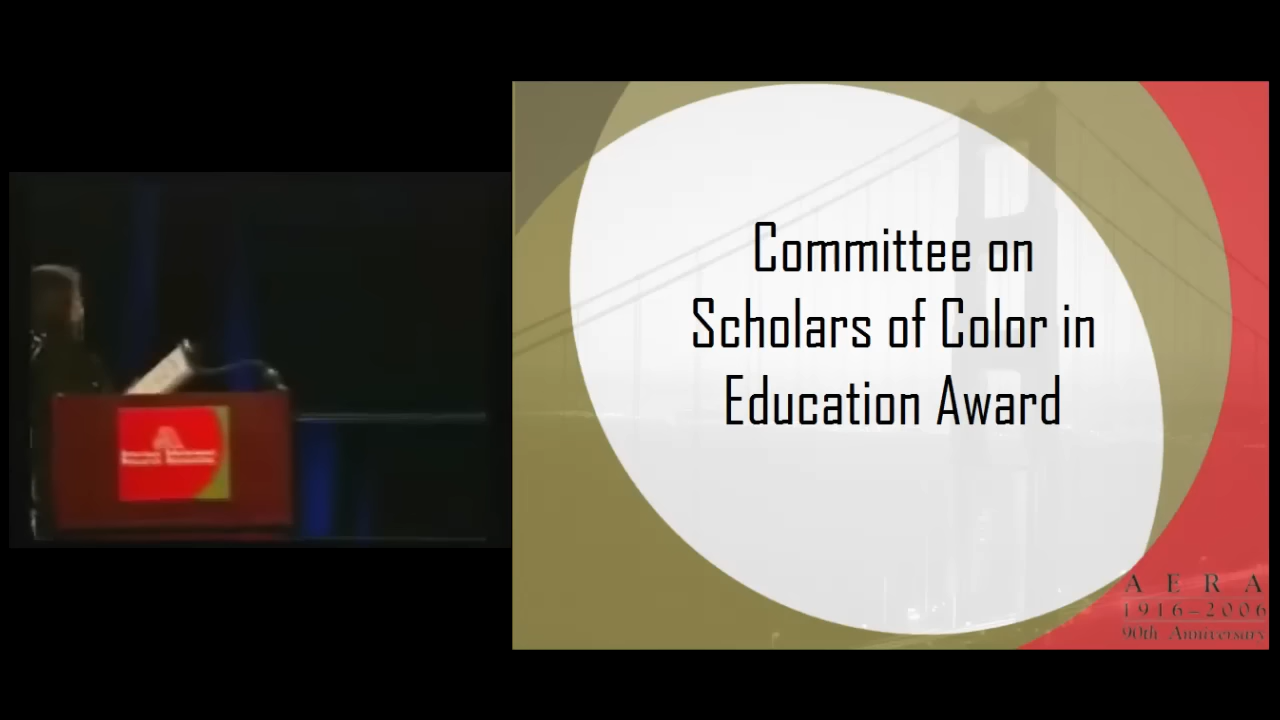 Committee on
Scholars of Color in
Education Award
A E R A
1916–2006
90th Anniversary